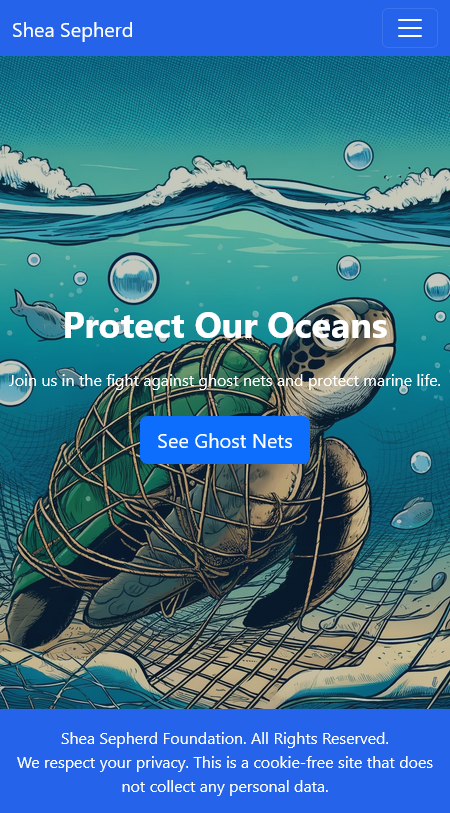 Shea Sepherd
Protect Our Oceans
Join us in the fight against ghost nets and protect marine life.
See Ghost Nets
Shea Sepherd Foundation. All Rights Reserved.
We respect your privacy. This is a cookie-free site that does
not collect any personal data.